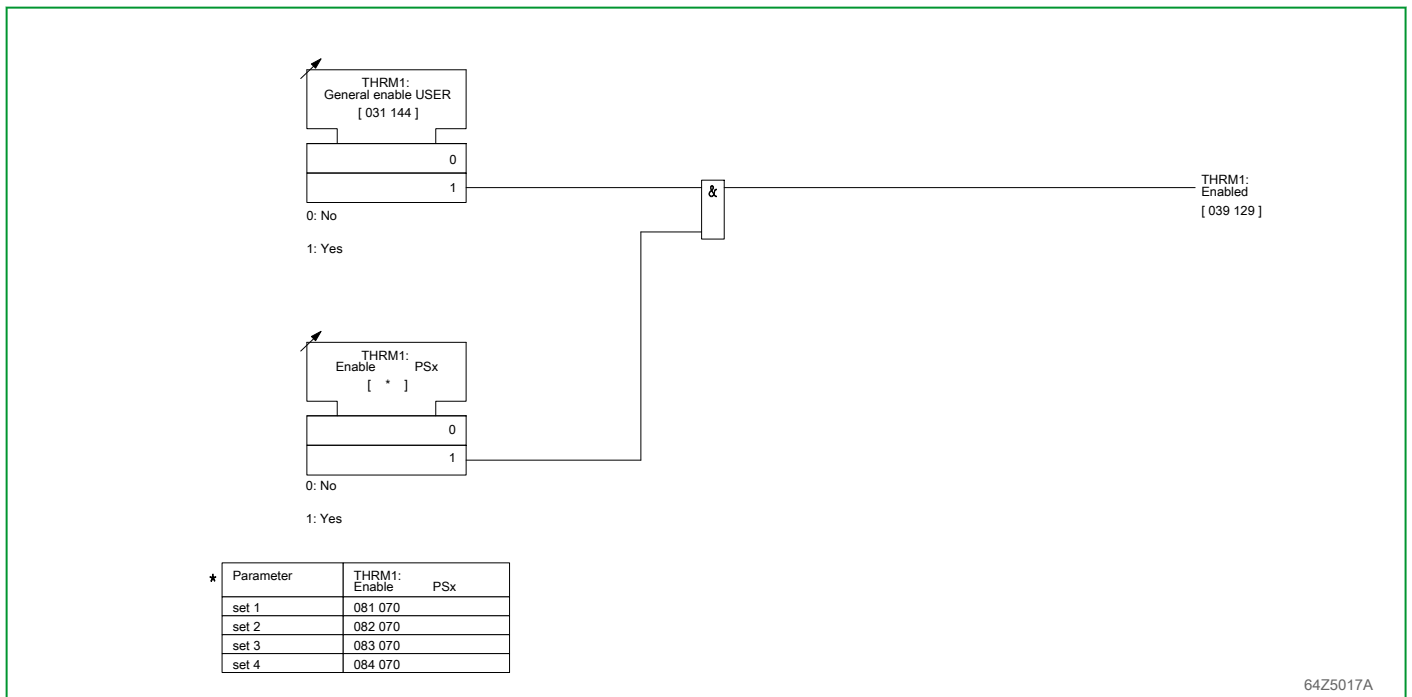 THRM1:
General enable USER
[ 031 144 ]
0
1
0: No
1: Yes
&
THRM1:
Enabled
[ 039 129 ]
THRM1:
Enable PSx
[ * ]
0
1
0: No
1: Yes
* Parameter THRM1:
Enable PSx
set 1 081 070
set 2 082 070
set 3 083 070
set 4 084 070
64Z5017A